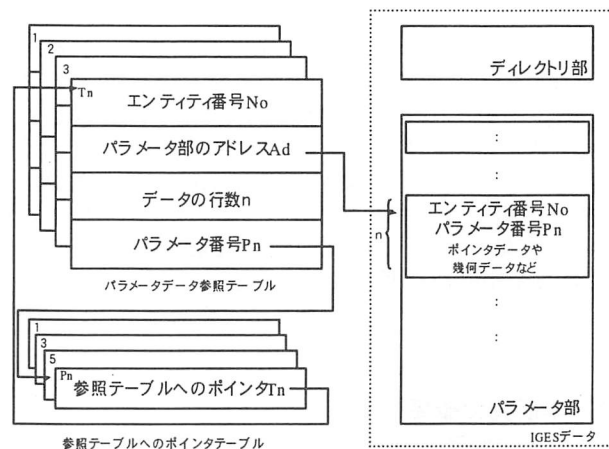 1
2
3
Tn
エンティティ番号No
パラメータ部のアドレスAd
データの行数n
パラメータ番号Pn
パラメータデータ参照テーブル
1
3
5
Pn
参照テーブルへのポインタTn
参照テーブルへのポインタテーブル
ディレクトリ部
:
:
n
エンティティ番号No
パラメータ番号Pn
ポインタデータや
幾何データなど
:
:
パラメータ部
IGESデータ